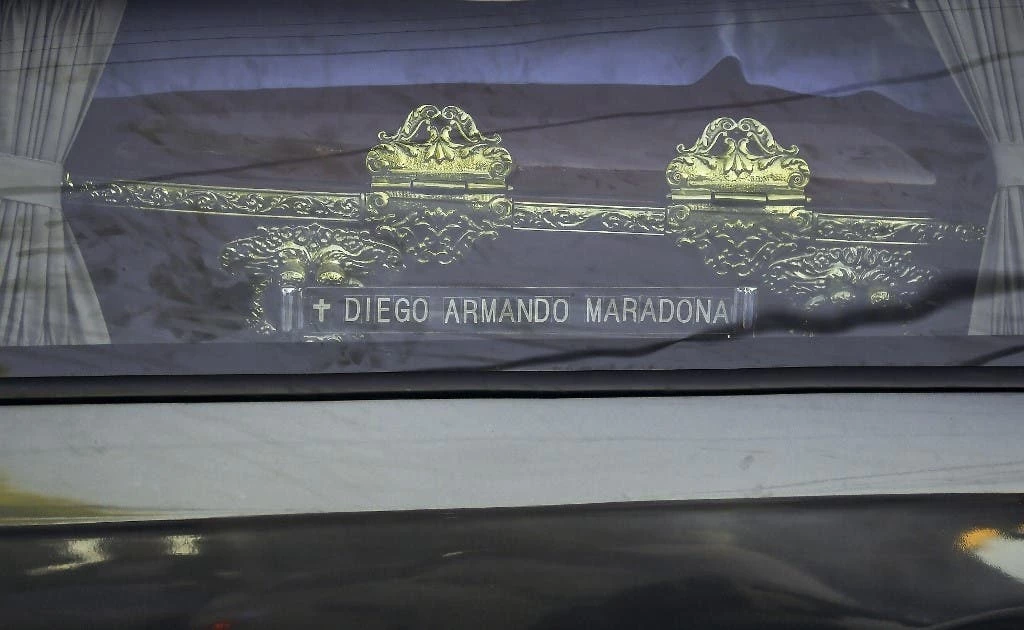 ✝ DIEGO ARMANDO MARADONA